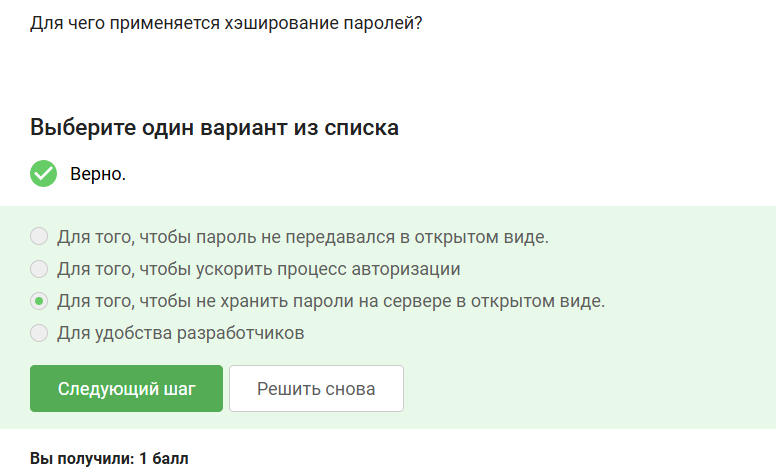 Для чего применяется хэширование паролей?
Выберите один вариант из списка
Верно.
Для того, чтобы пароль не передавался в открытом виде.
Для того, чтобы ускорить процесс авторизации
Для того, чтобы не хранить пароли на сервере в открытом виде.
Для удобства разработчиков
Следующий шаг Решить снова
Вы получили: 1 балл